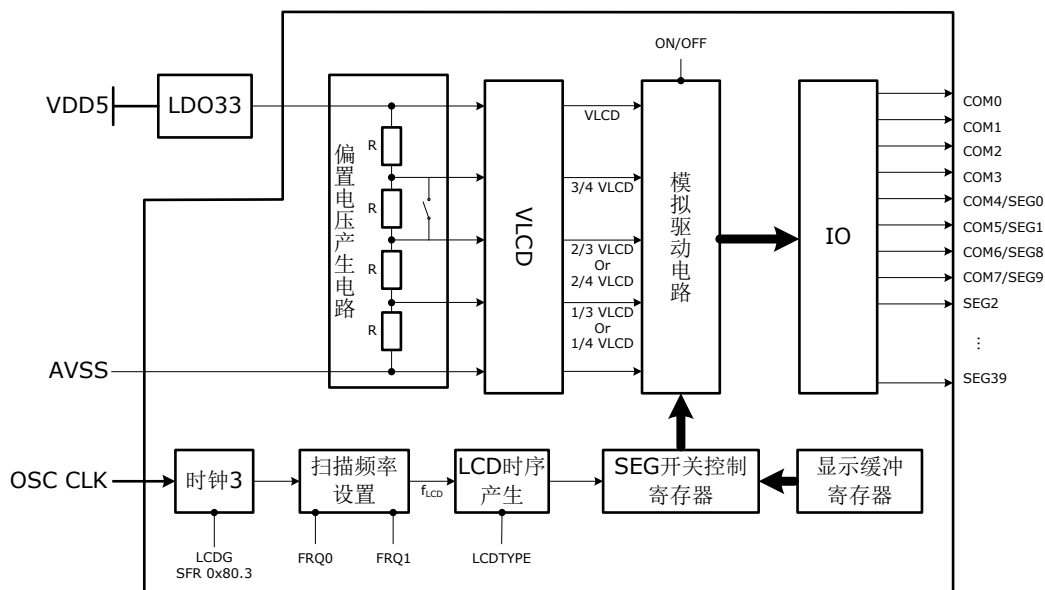 ON/OFF
VDD5
LDO33
偏置电压产生电路
R
R
R
R
VLCD
VLCD
3/4 VLCD
2/3 VLCD
Or
2/4 VLCD
1/3 VLCD
Or
1/4 VLCD
模拟驱动电路
IO
COM0
COM1
COM2
COM3
COM4/SEG0
COM5/SEG1
COM6/SEG8
COM7/SEG9
SEG2
...
SEG39
AVSS
OSC CLK
时钟3
扫描频率
设置
fLCD
LCD时序
产生
SEG开关控制
寄存器
显示缓冲
寄存器
LCDG
SFR 0x80.3
FRQ0
FRQ1
LCDTYPE